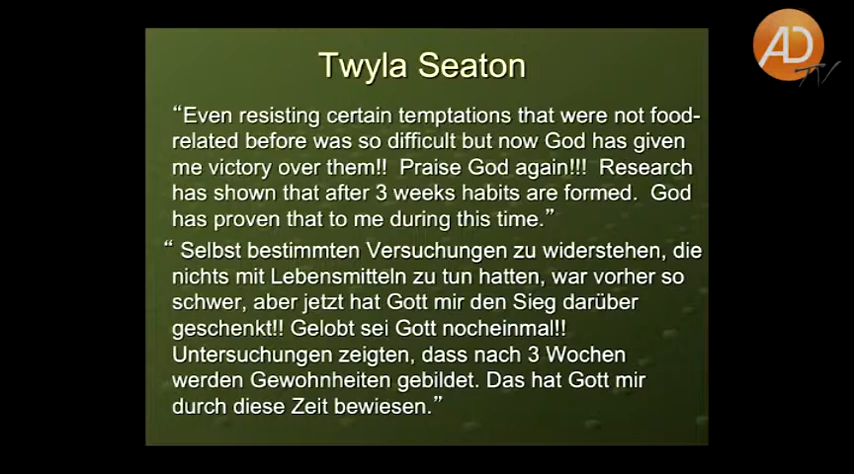 AD
TV
Twyla Seaton
“Even resisting certain temptations that were not food-
related before was so difficult but now God has given
me victory over them!! Praise God again!!! Research
has shown that after 3 weeks habits are formed. God
has proven that to me during this time.”
“ Selbst bestimmten Versuchungen zu widerstehen, die
nichts mit Lebensmitteln zu tun hatten, war vorher so
schwer, aber jetzt hat Gott mir den Sieg darüber
geschenkt!! Gelobt sei Gott nocheinmal!!
Untersuchungen zeigten, dass nach 3 Wochen
werden Gewohnheiten gebildet. Das hat Gott mir
durch diese Zeit bewiesen.”